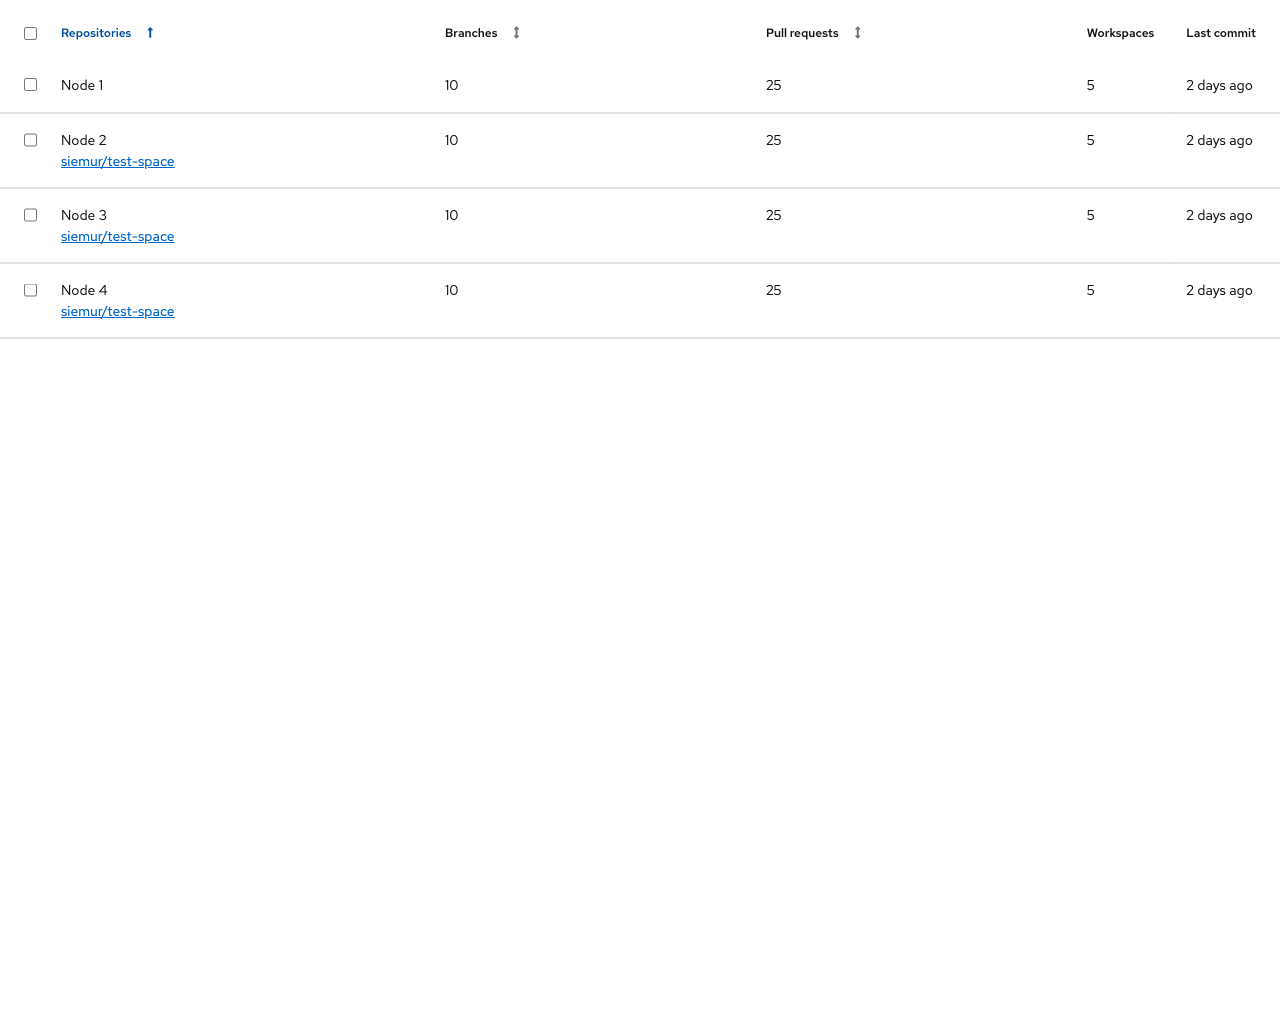 Repositories Branches Pull requests Workspaces Last commit
Node 1 10 25 5 2 days ago
Node 2 10 25 5 2 days ago
siemur/test-space
Node 3 10 25 5 2 days ago
siemur/test-space
Node 4 10 25 5 2 days ago
siemur/test-space